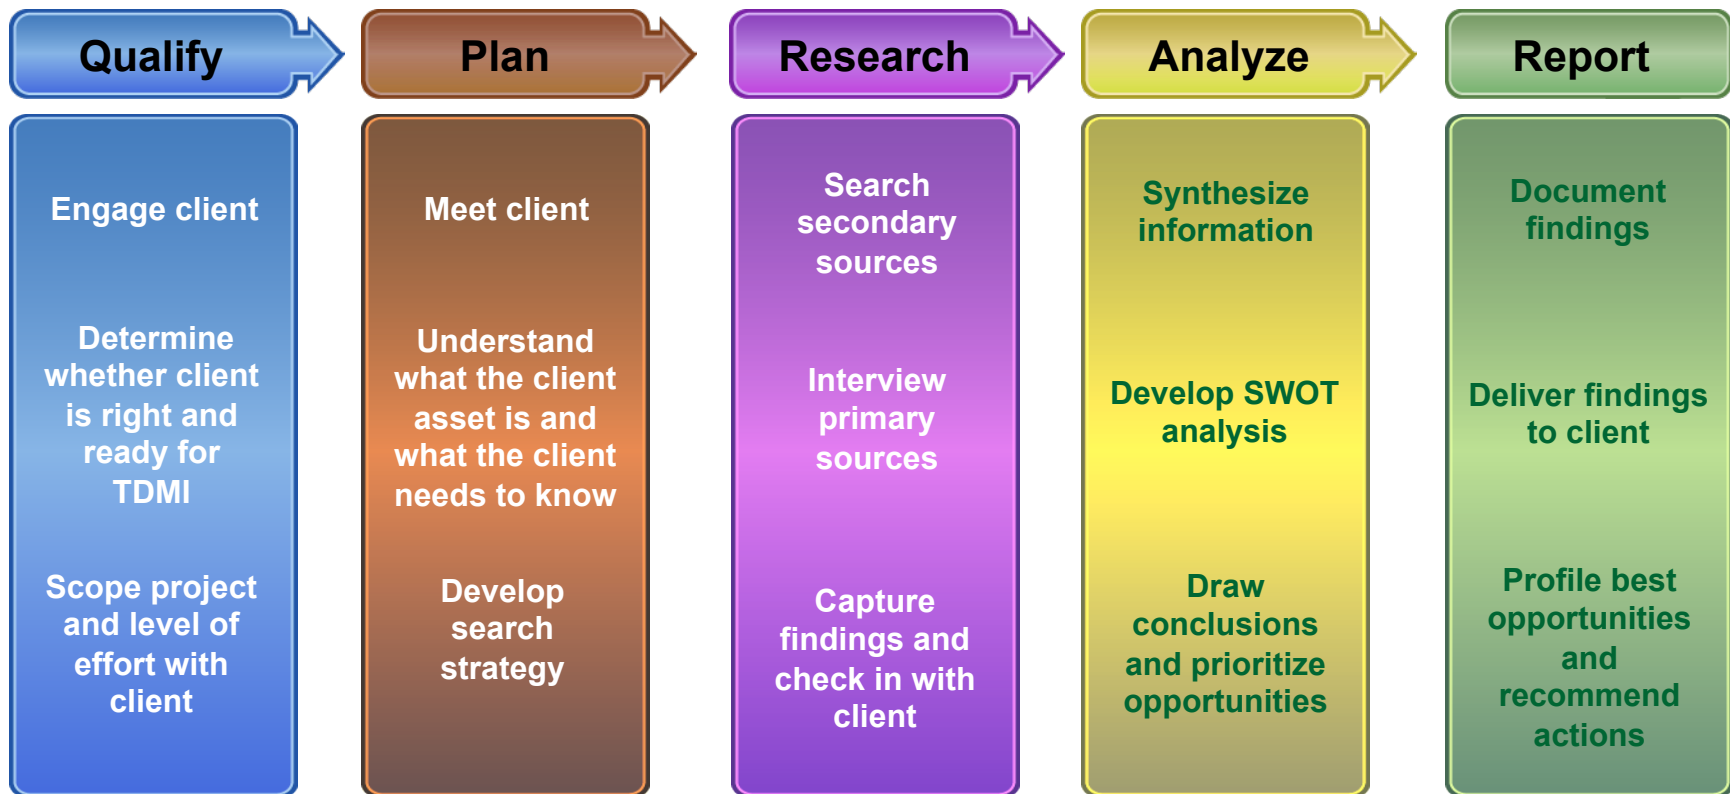 Qualify
Plan
Research
Analyze
Report
Engage client
Determine
whether client
is right and
ready for
TDMI
Scope project
and level of
effort with
client
Meet client
Understand
what the client
asset is and
what the client
needs to know
Develop
search
strategy
Search
secondary
sources
Interview
primary
sources
Capture
findings and
check in with
client
Synthesize
information
Develop SWOT
analysis
Draw
conclusions
and prioritize
opportunities
Document
findings
Deliver findings
to client
Profile best
opportunities
and
recommend
actions